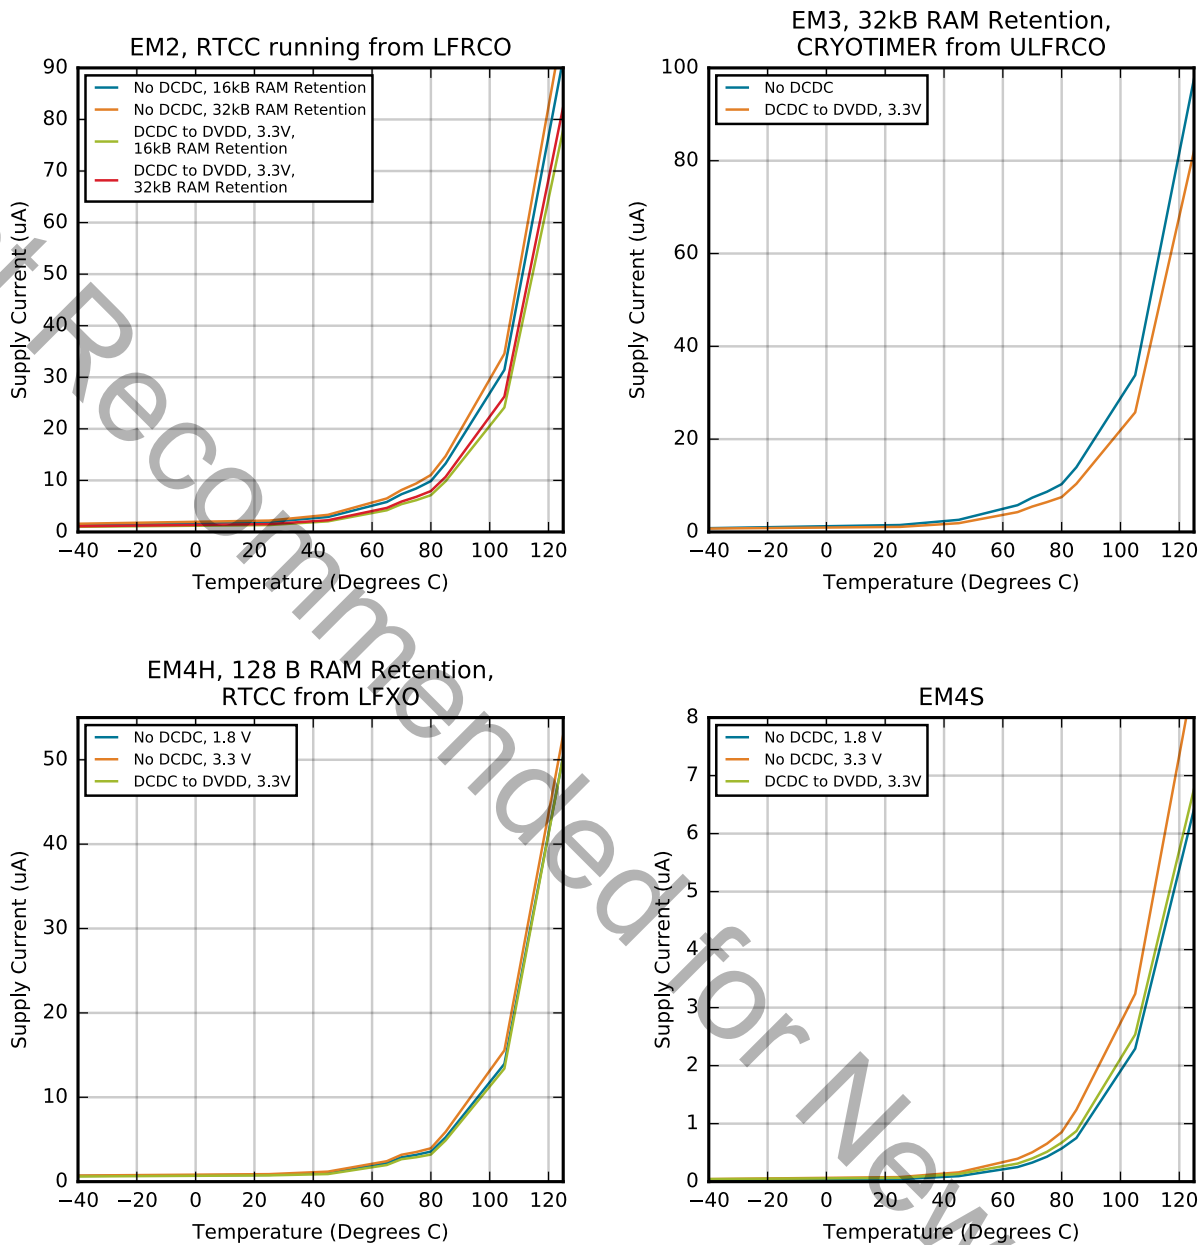 EM2, RTCC running from LFRCO
90
80
70
60
50
40
30
20
10
0
Supply Current (uA)
No DCDC, 16kB RAM Retention
No DCDC, 32kB RAM Retention
DCDC to DVDD, 3.3V,
16kB RAM Retention
DCDC to DVDD, 3.3V,
32kB RAM Retention
−40 −20 0 20 40 60 80 100 120
Temperature (Degrees C)
EM3, 32kB RAM Retention,
CRYOTIMER from ULFRCO
100
80
60
40
20
0
Supply Current (uA)
No DCDC
DCDC to DVDD, 3.3V
−40 −20 0 20 40 60 80 100 120
Temperature (Degrees C)
EM4H, 128 B RAM Retention,
RTCC from LFXO
50
40
30
20
10
0
Supply Current (uA)
No DCDC, 1.8 V
No DCDC, 3.3 V
DCDC to DVDD, 3.3V
−40 −20 0 20 40 60 80 100 120
Temperature (Degrees C)
EM4S
8
7
6
5
4
3
2
1
0
Supply Current (uA)
No DCDC, 1.8 V
No DCDC, 3.3 V
DCDC to DVDD, 3.3V
−40 −20 0 20 40 60 80 100 120
Temperature (Degrees C)
Recommended for New